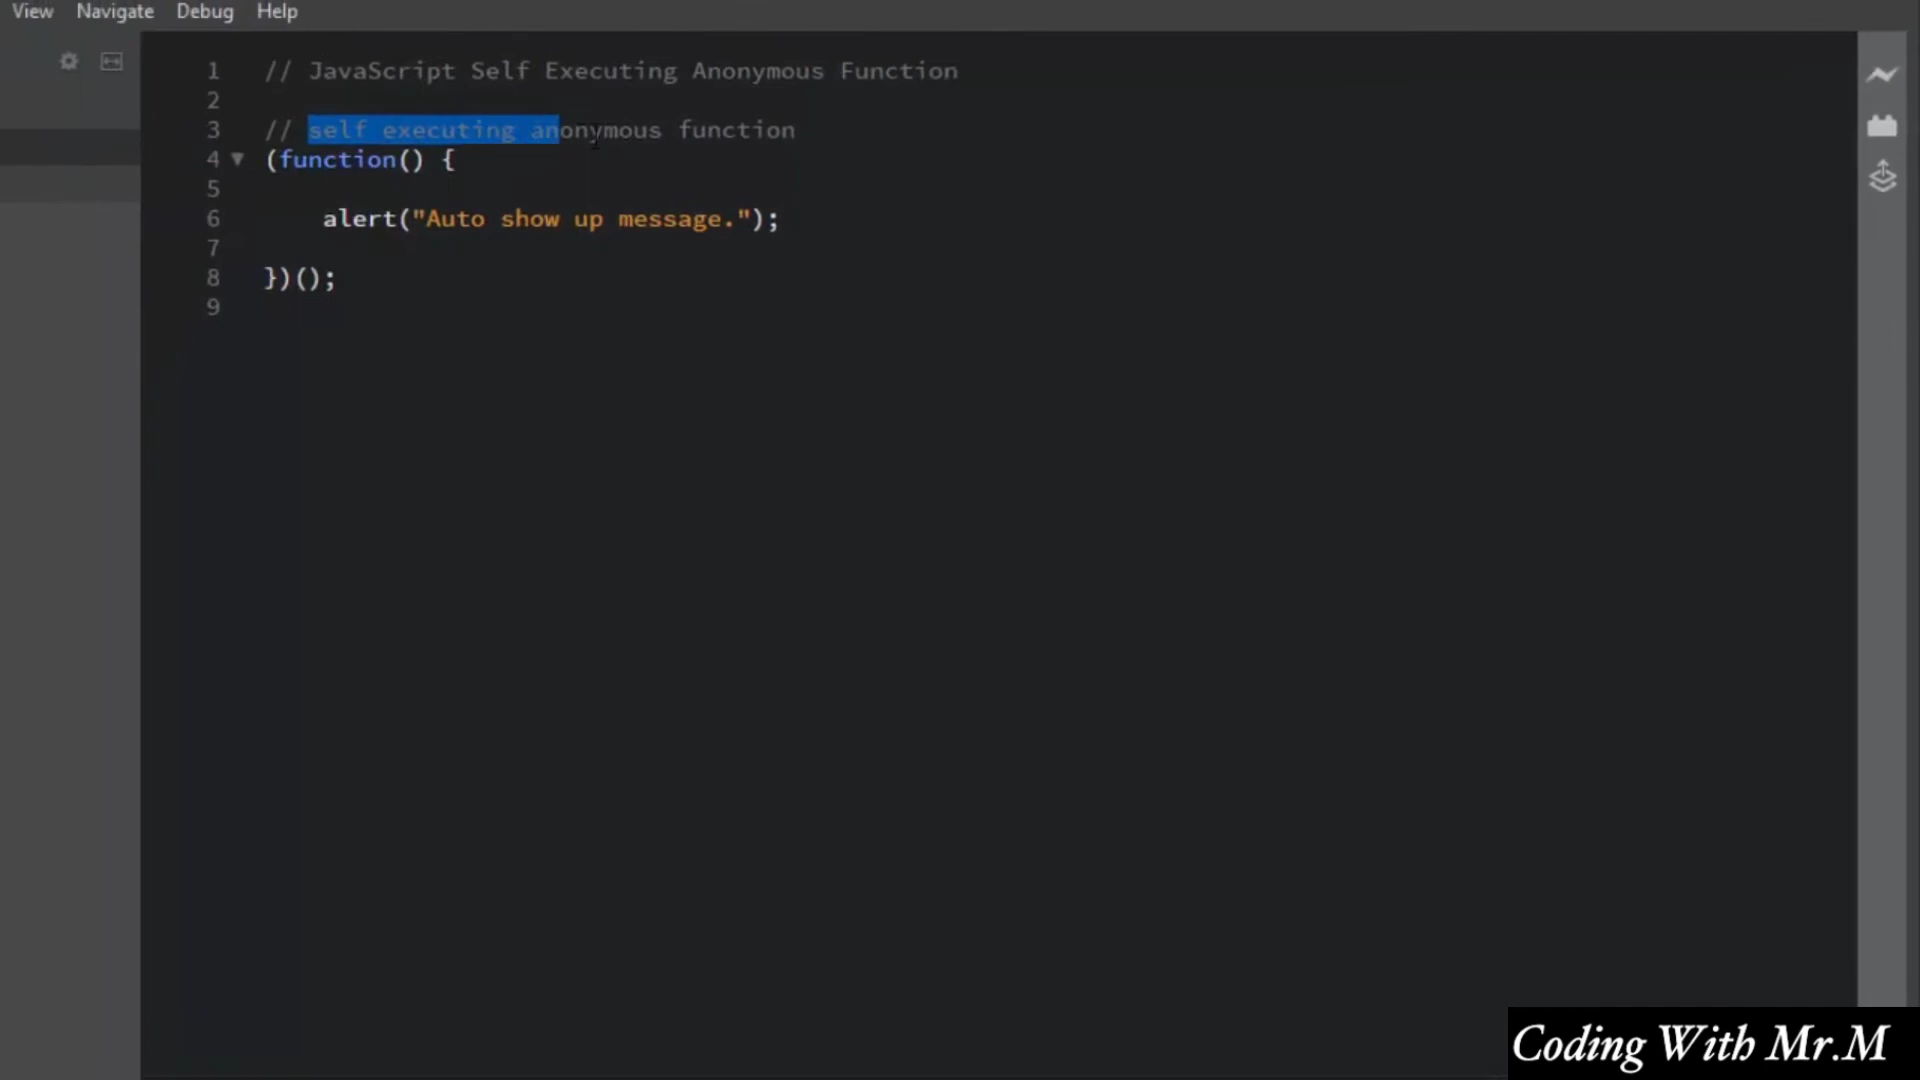 View Navigate Debug Help
1 // JavaScript Self Executing Anonymous Function
2
3 // self executing anonymous function
4 (function() {
5
6 alert("Auto show up message.");
7
8 })();
9
Coding With Mr.M